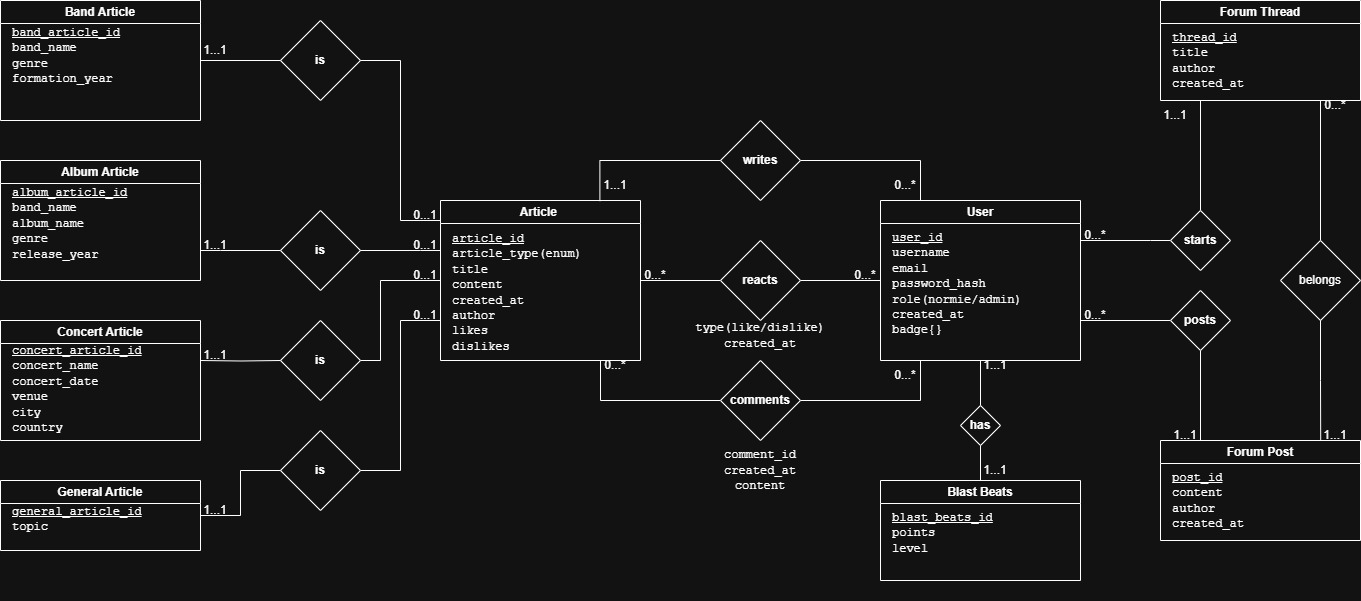 Band Article
band_article_id
band_name
genre
formation_year
1...1
is
Album Article
album_article_id
band_name
album_name
genre
release_year
1...1
is
Concert Article
concert_article_id
concert_name
concert_date
venue
city
country
1...1
is
General Article
general_article_id
topic
1...1
is
0...1
0...1
0...1
0...1
Article
article_id
article_type(enum)
title
content
created_at
author
likes
dislikes
1...1
writes
0...*
0...*
reacts
0...*
type(like/dislike)
created_at
0...*
comments
0...*
comment_id
created_at
content
User
user_id
username
email
password_hash
role(normie/admin)
created_at
badge{}
1...1
has
1...1
Blast Beats
blast_beats_id
points
level
0...*
starts
1...1
0...*
posts
1...1
Forum Thread
thread_id
title
author
created_at
0...*
belongs
1...1
Forum Post
post_id
content
author
created_at